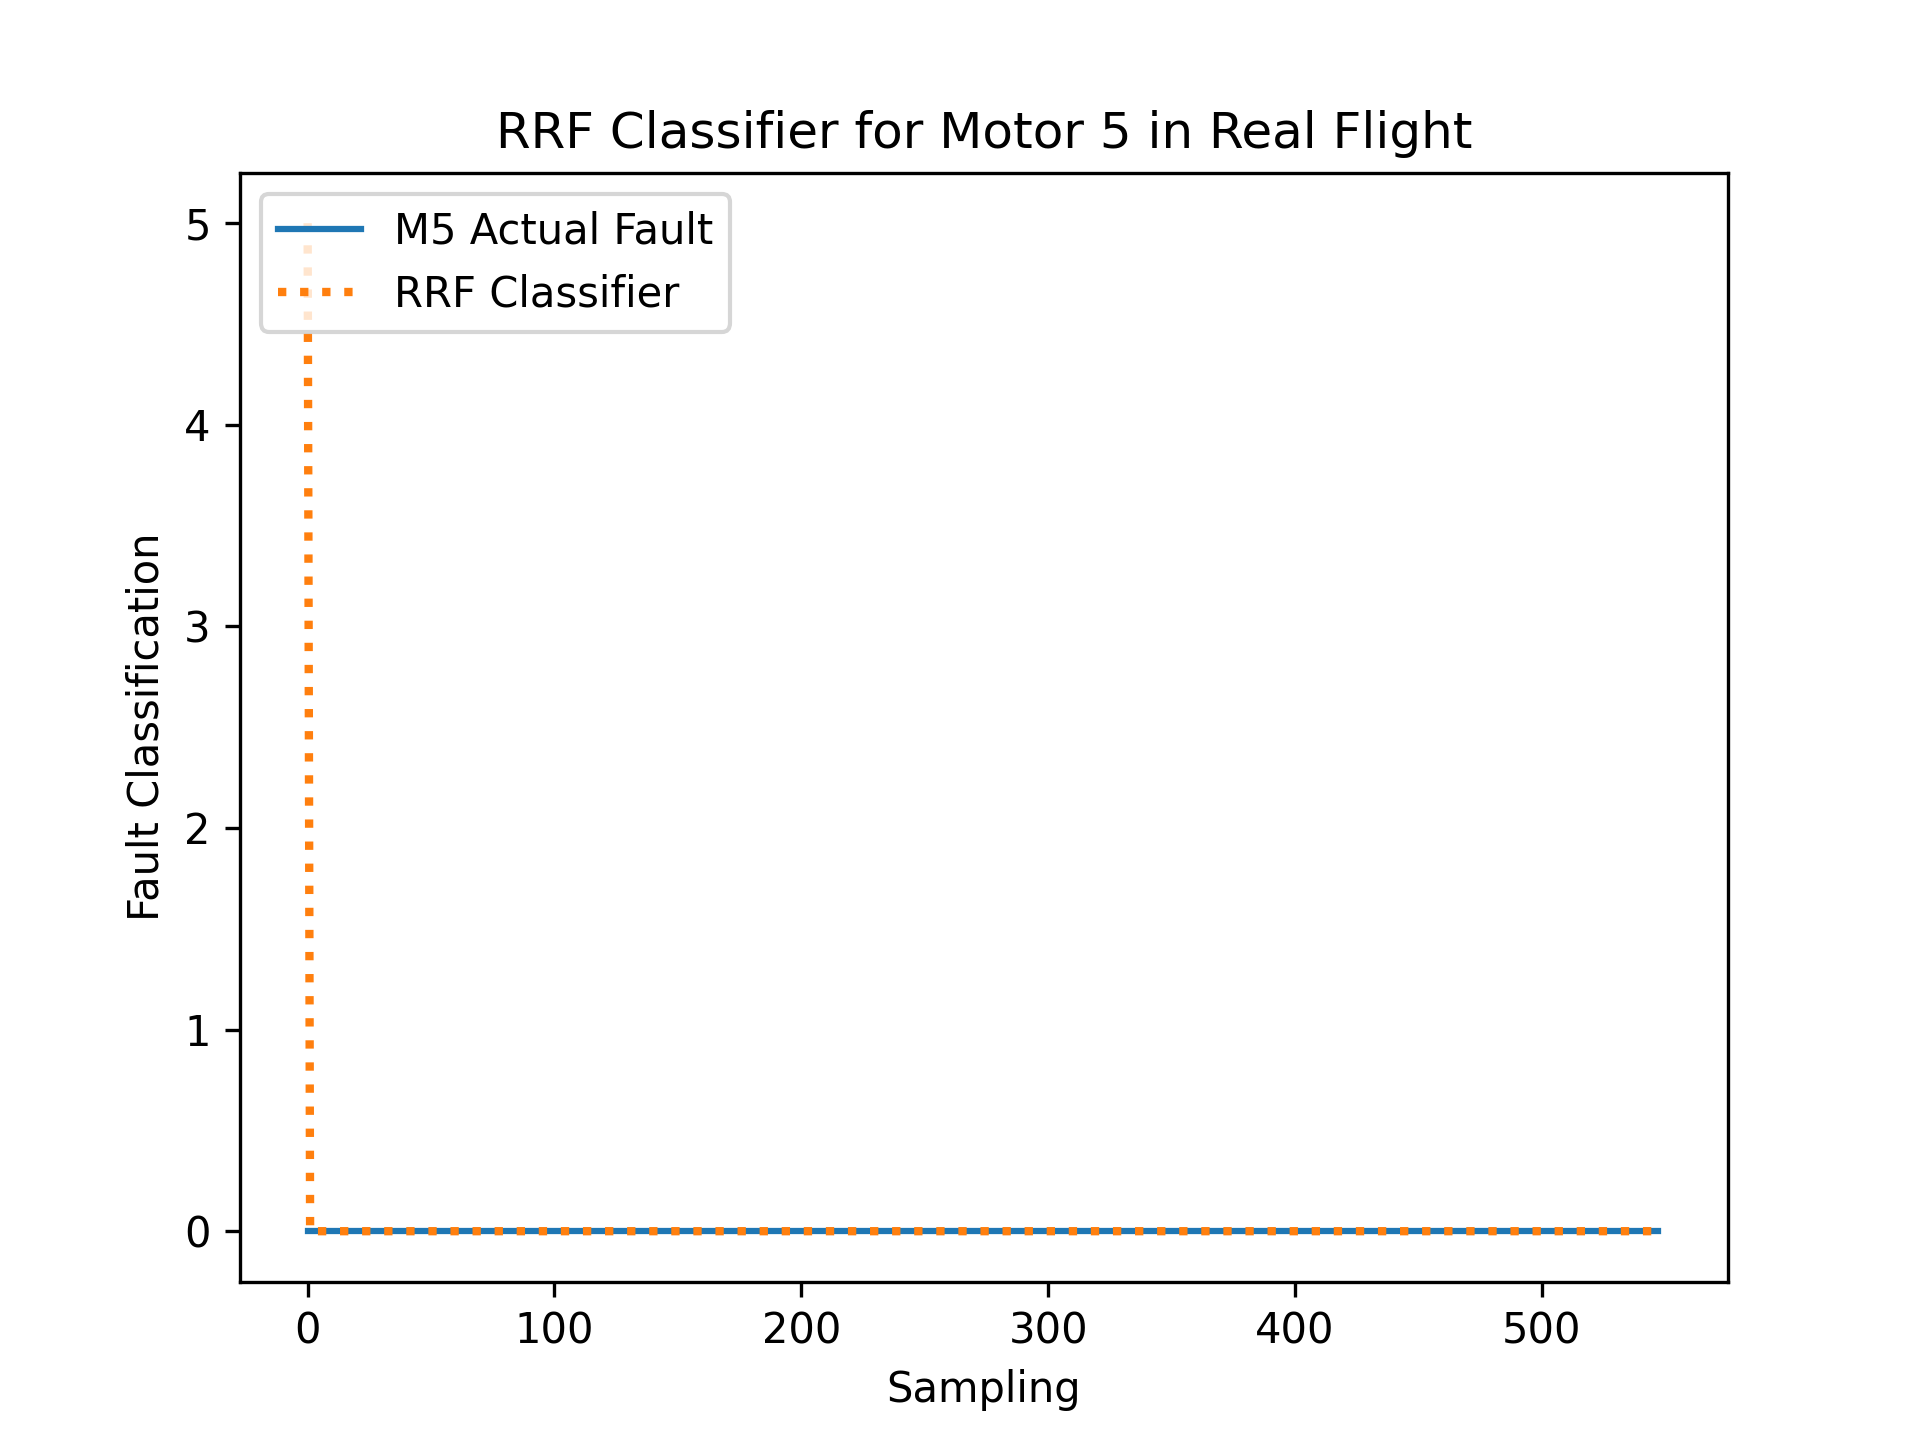 RRF Classifier for Motor 5 in Real Flight
M5 Actual Fault
RRF Classifier
Fault Classification
5
4
3
2
1
0
0 100 200 300 400 500
Sampling